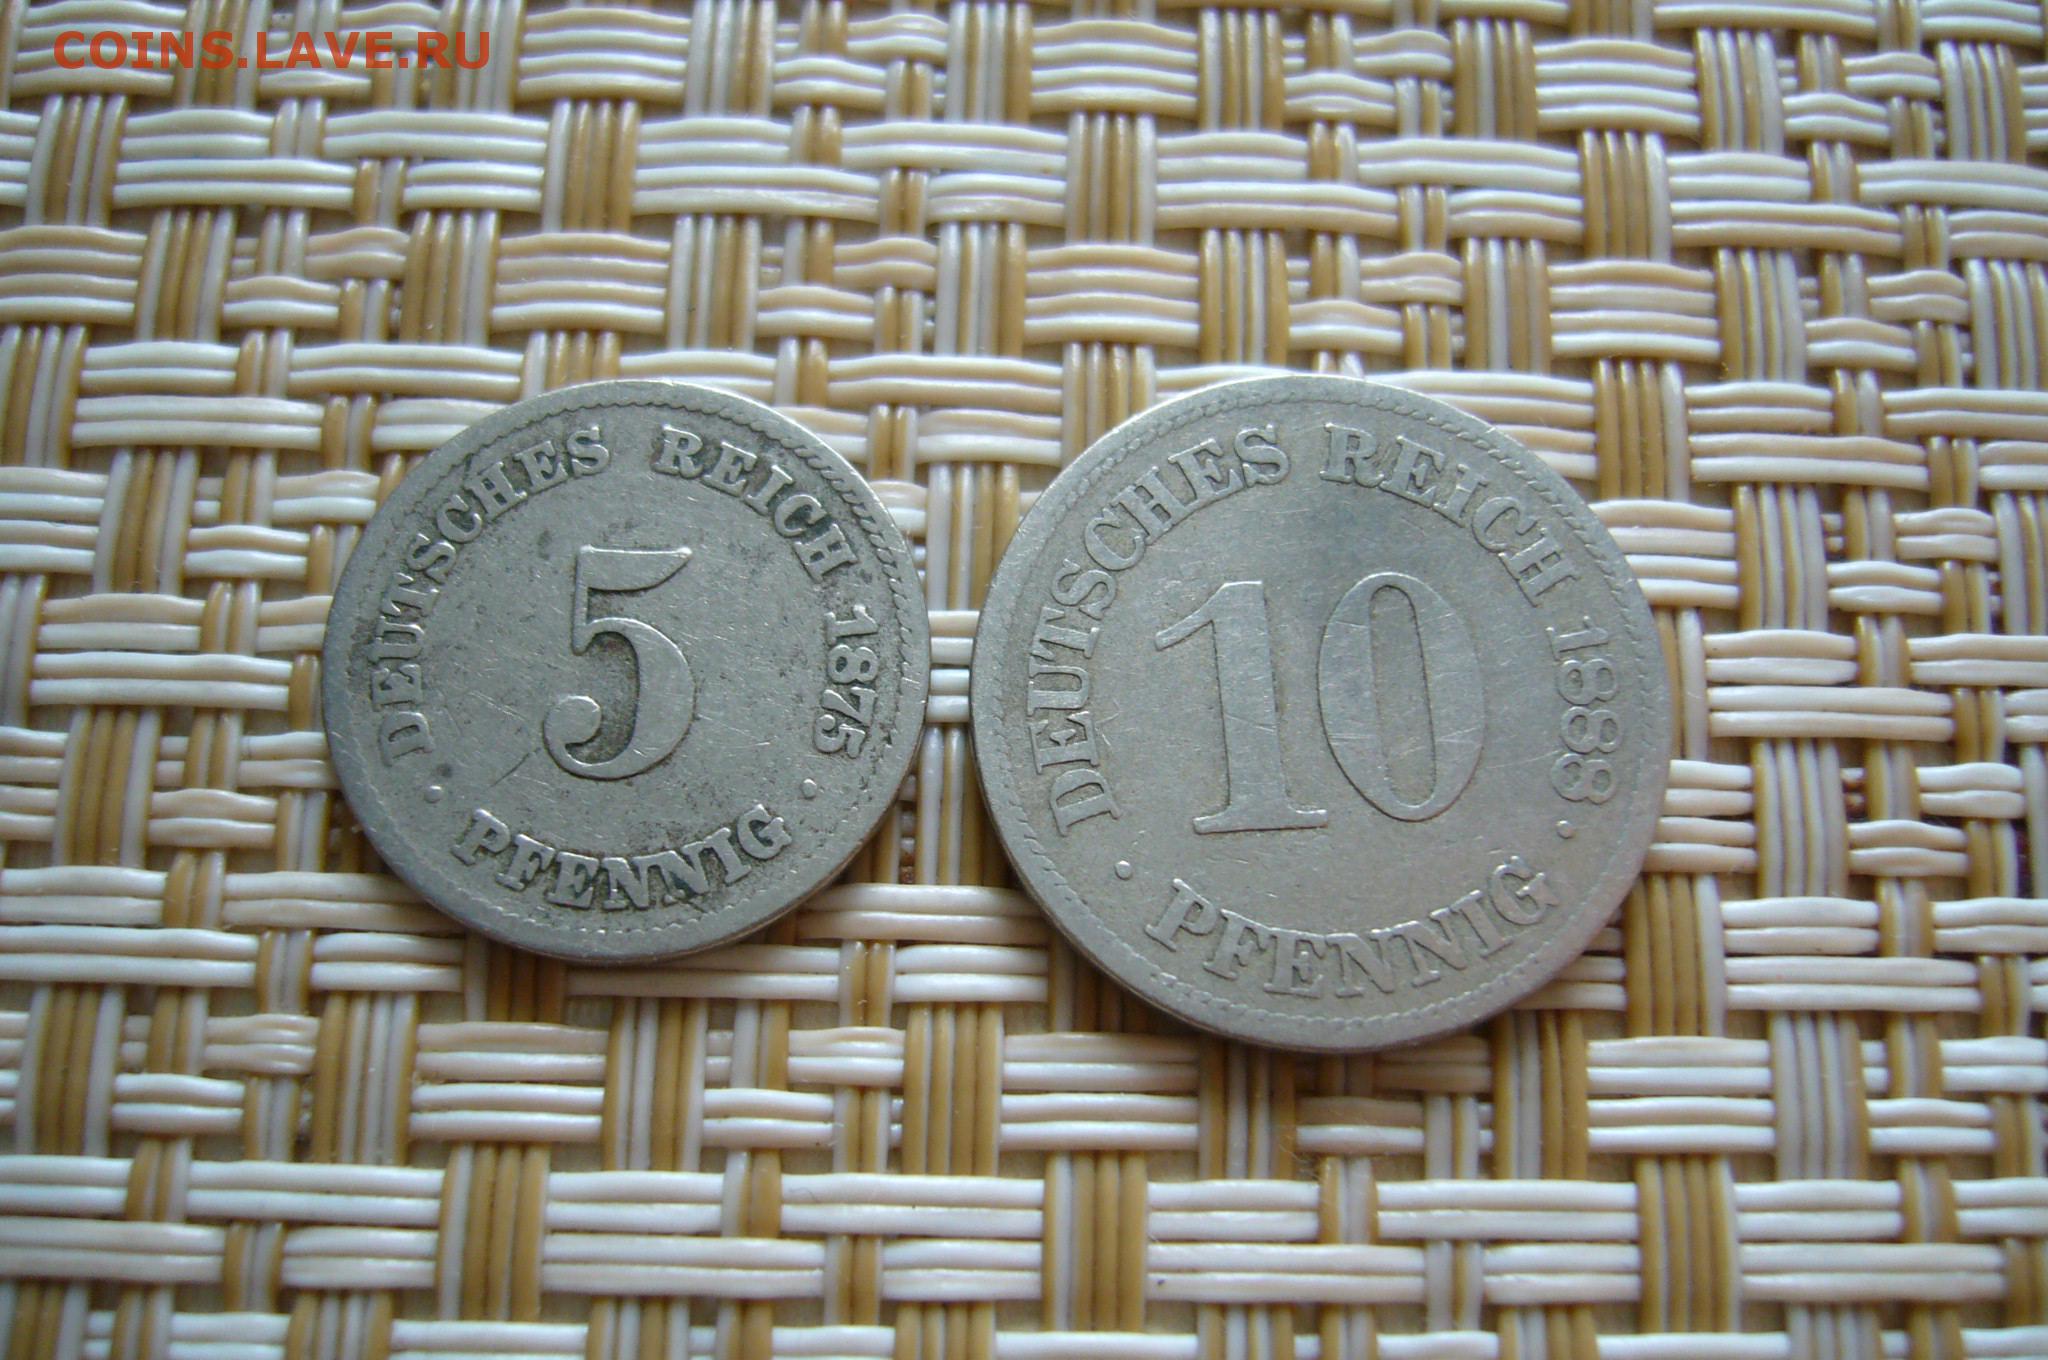 COINS.LAVE.RU
DEUTSCHES REICH 1875
5
· PFENNIG ·
DEUTSCHES REICH 1888
10
· PFENNIG ·